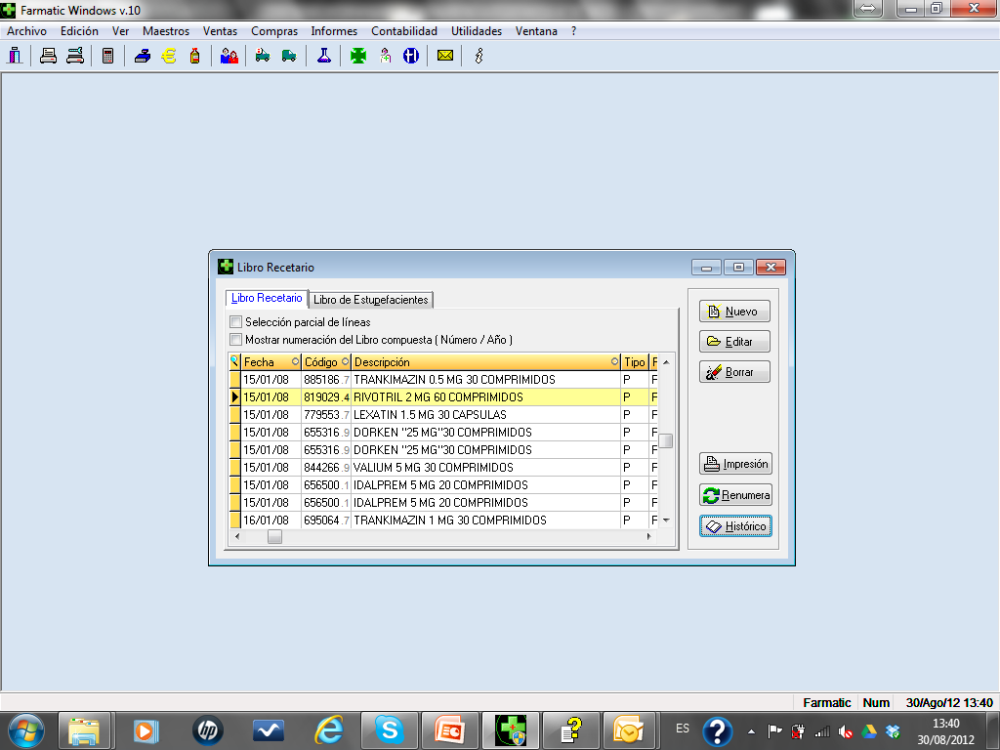 Farmatic Windows v.10
Archivo Edición Ver Maestros Ventas Compras Informes Contabilidad Utilidades Ventana ?
Libro Recetario
Libro Recetario Libro de Estupefacientes
Selección parcial de líneas
Mostrar numeración del Libro compuesta ( Número / Año )
Fecha Código Descripción Tipo F
15/01/08 885186.7 TRANKIMAZIN 0.5 MG 30 COMPRIMIDOS P F
15/01/08 819029.4 RIVOTRIL 2 MG 60 COMPRIMIDOS P F
15/01/08 779553.7 LEXATIN 1.5 MG 30 CAPSULAS P F
15/01/08 655316.9 DORKEN "25 MG"30 COMPRIMIDOS P F
15/01/08 655316.9 DORKEN "25 MG"30 COMPRIMIDOS P F
15/01/08 844266.9 VALIUM 5 MG 30 COMPRIMIDOS P F
15/01/08 656500.1 IDALPREM 5 MG 20 COMPRIMIDOS P F
15/01/08 656500.1 IDALPREM 5 MG 20 COMPRIMIDOS P F
16/01/08 695064.7 TRANKIMAZIN 1 MG 30 COMPRIMIDOS P F
Nuevo
Editar
Borrar
Impresión
Renumera
Histórico
Farmatic Num 30/Ago/12 13:40
hp
ES
13:40
30/08/2012